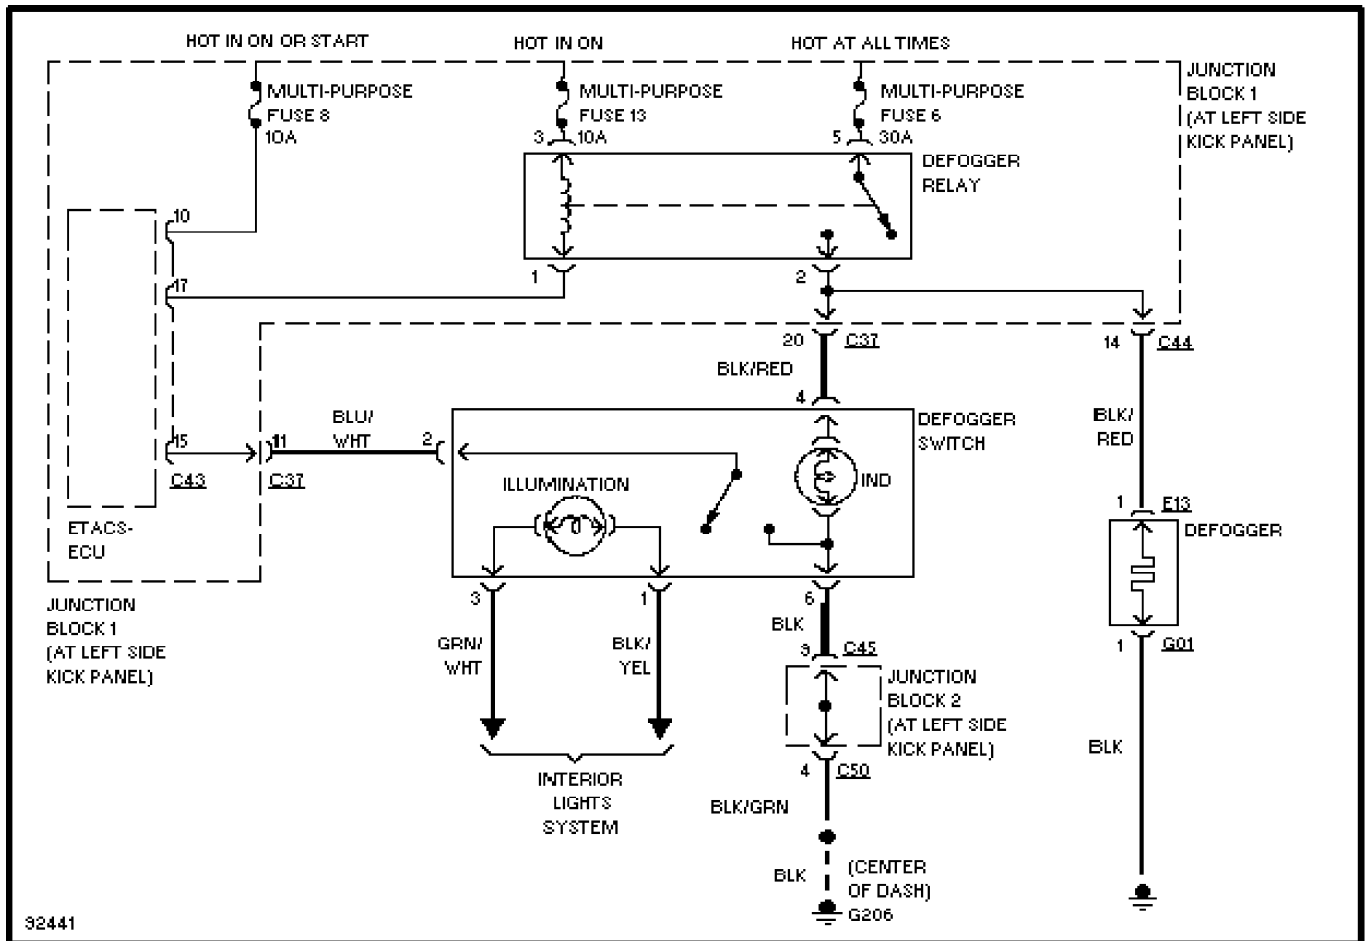 HOT IN ON OR START
HOT IN ON
HOT AT ALL TIMES
MULTI-PURPOSE
FUSE 8
10A
MULTI-PURPOSE
FUSE 13
10A
MULTI-PURPOSE
FUSE 6
30A
JUNCTION
BLOCK 1
(AT LEFT SIDE
KICK PANEL)
3
5
DEFOGGER
RELAY
10
17
1
2
20
C37
14
C44
BLK/RED
4
BLU/
WHT
15
C43
11
C37
2
DEFOGGER
SWITCH
BLK/
RED
ILLUMINATION
IND
1
E13
DEFOGGER
ETACS-
ECU
JUNCTION
BLOCK 1
(AT LEFT SIDE
KICK PANEL)
3
1
6
GRN/
WHT
BLK/
YEL
BLK
9
C45
1
G01
JUNCTION
BLOCK 2
(AT LEFT SIDE
KICK PANEL)
4
C50
BLK
INTERIOR
LIGHTS
SYSTEM
BLK/GRN
BLK
(CENTER
OF DASH)
G206
92441